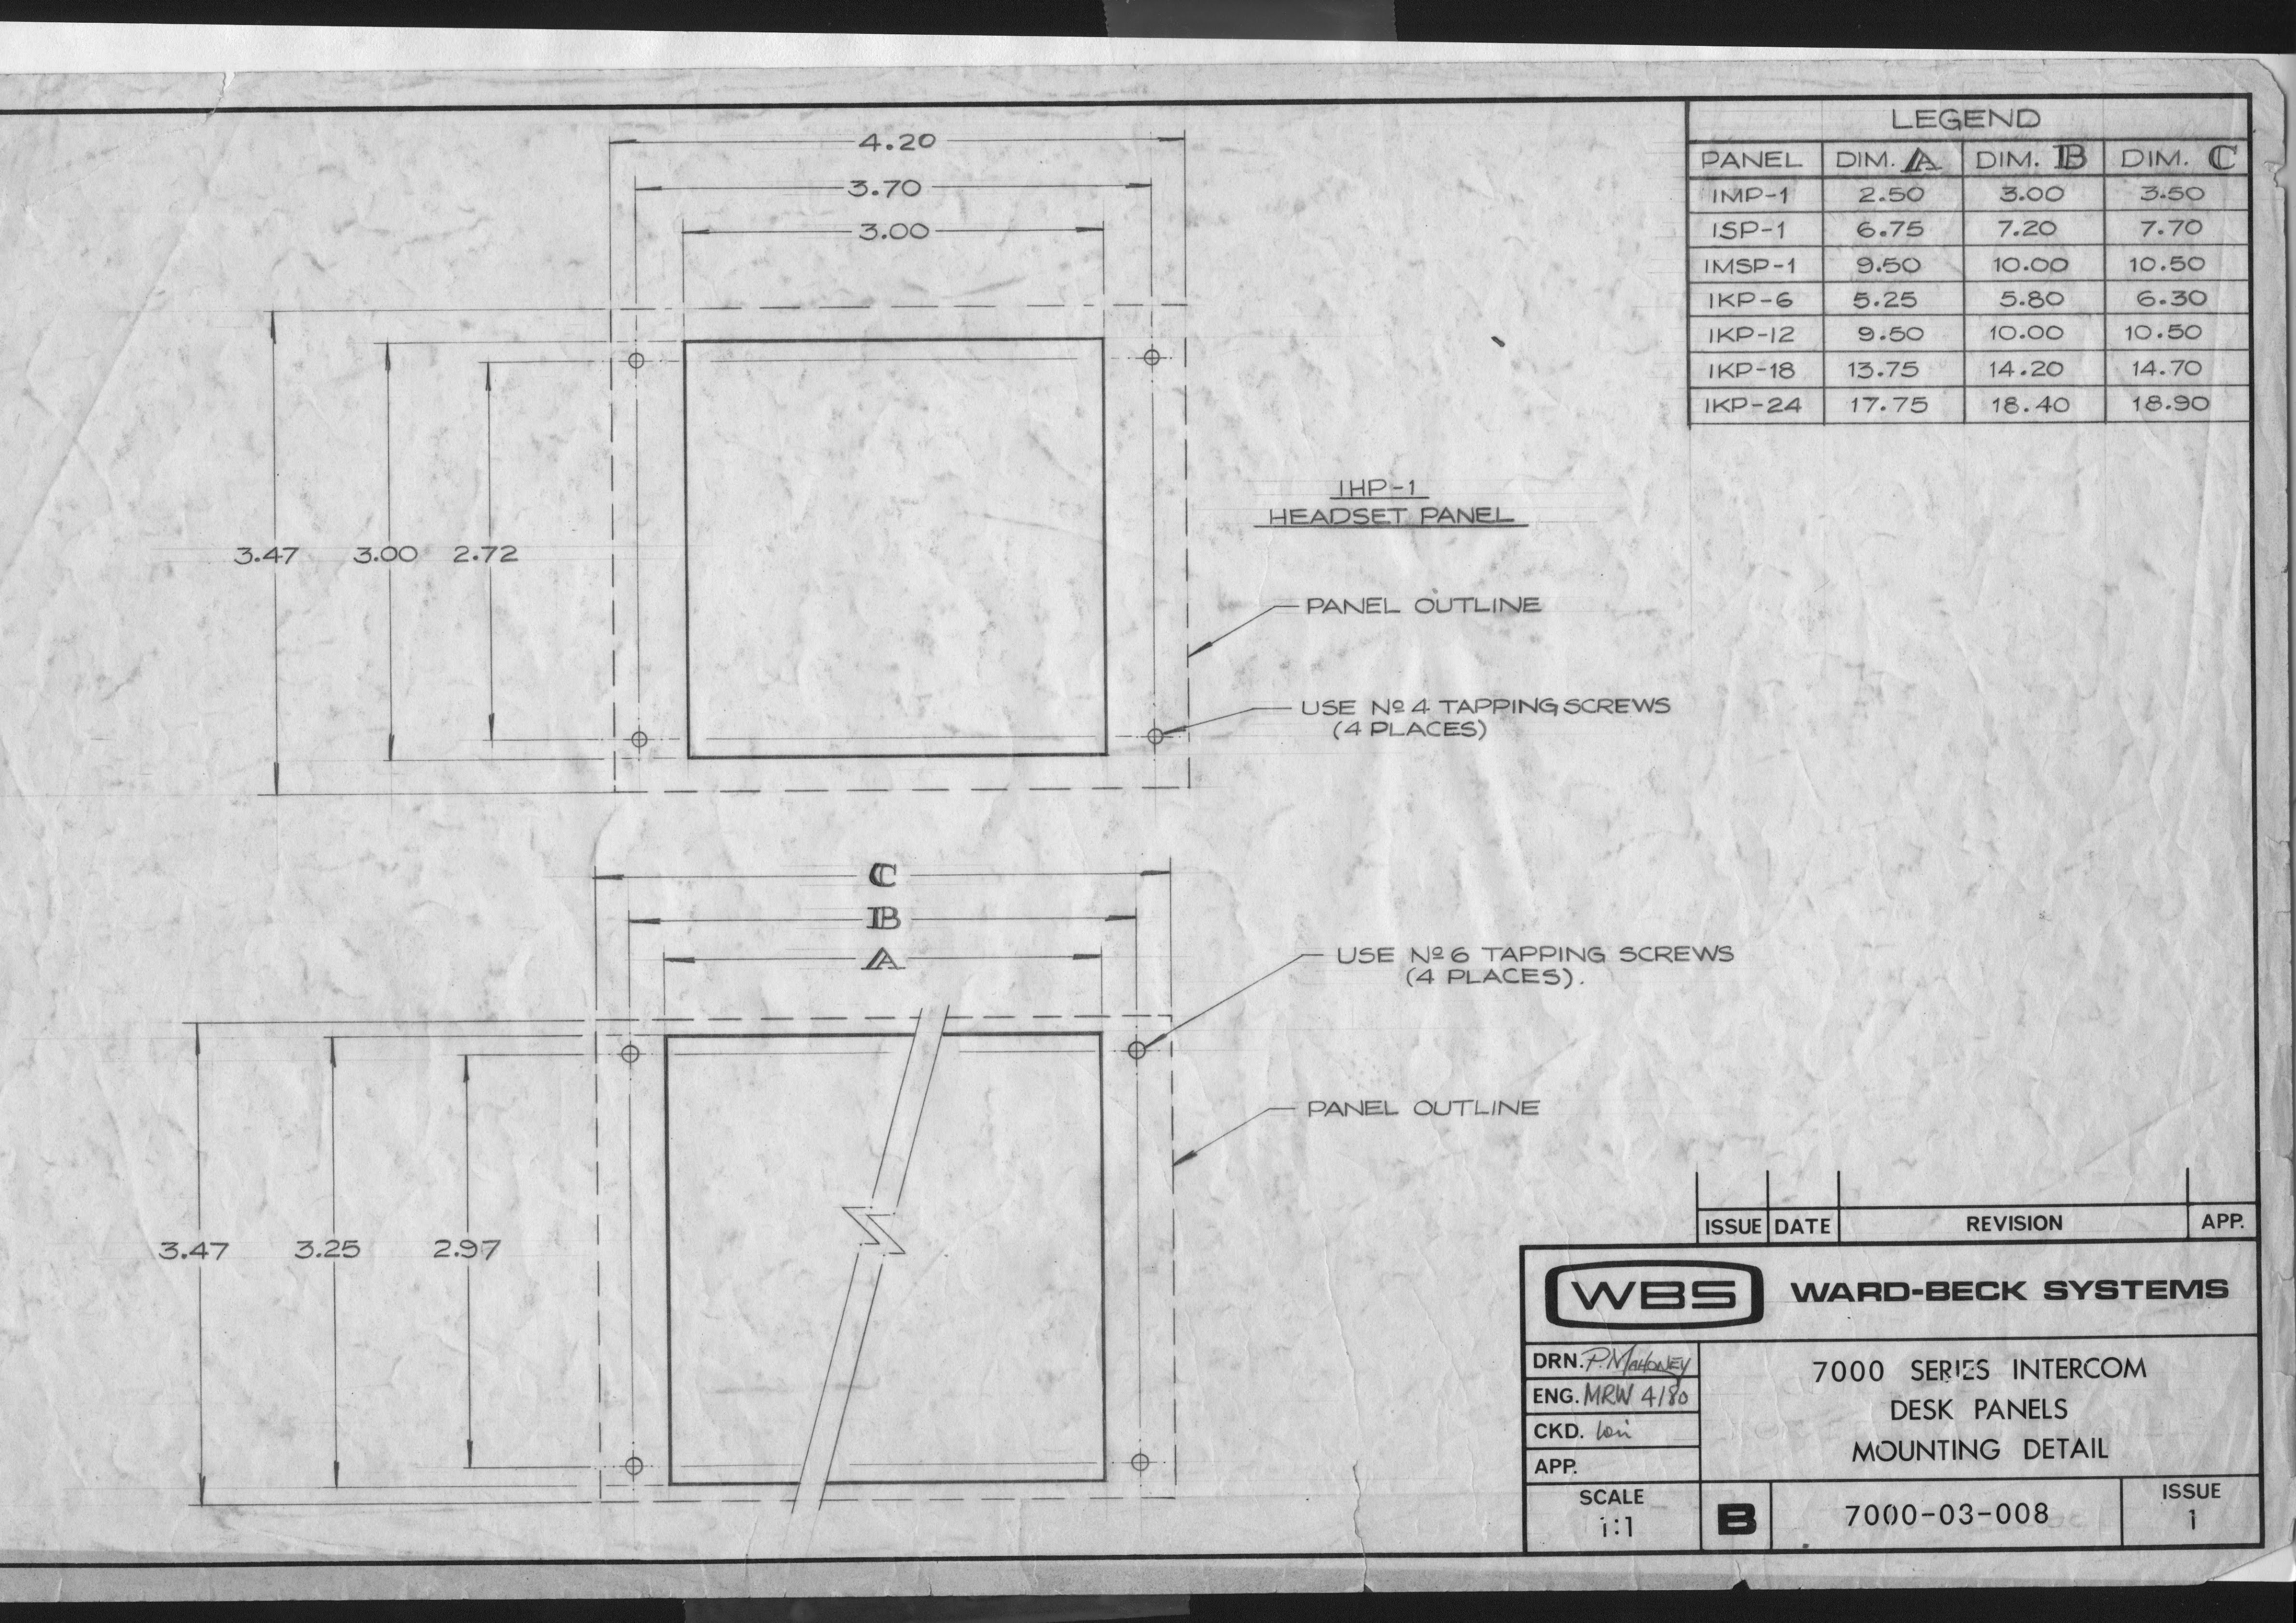 LEGEND
PANEL DIM. A DIM. B DIM. C
IMP-1 2.50 3.00 3.50
ISP-1 6.75 7.20 7.70
IMSP-1 9.50 10.00 10.50
IKP-6 5.25 5.80 6.30
IKP-12 9.50 10.00 10.50
IKP-18 13.75 14.20 14.70
IKP-24 17.75 18.40 18.90
4.20
3.70
3.00
3.47 3.00 2.72
IHP-1
HEADSET PANEL
PANEL OUTLINE
USE Nº 4 TAPPING SCREWS
(4 PLACES)
C
B
A
USE Nº 6 TAPPING SCREWS
(4 PLACES).
PANEL OUTLINE
3.47 3.25 2.97
ISSUE DATE REVISION APP.
WBS WARD-BECK SYSTEMS
DRN. P. MAHONEY
ENG. MRW 4/80
CKD.
APP.
7000 SERIES INTERCOM
DESK PANELS
MOUNTING DETAIL
SCALE
1:1
B
7000-03-008
ISSUE
1